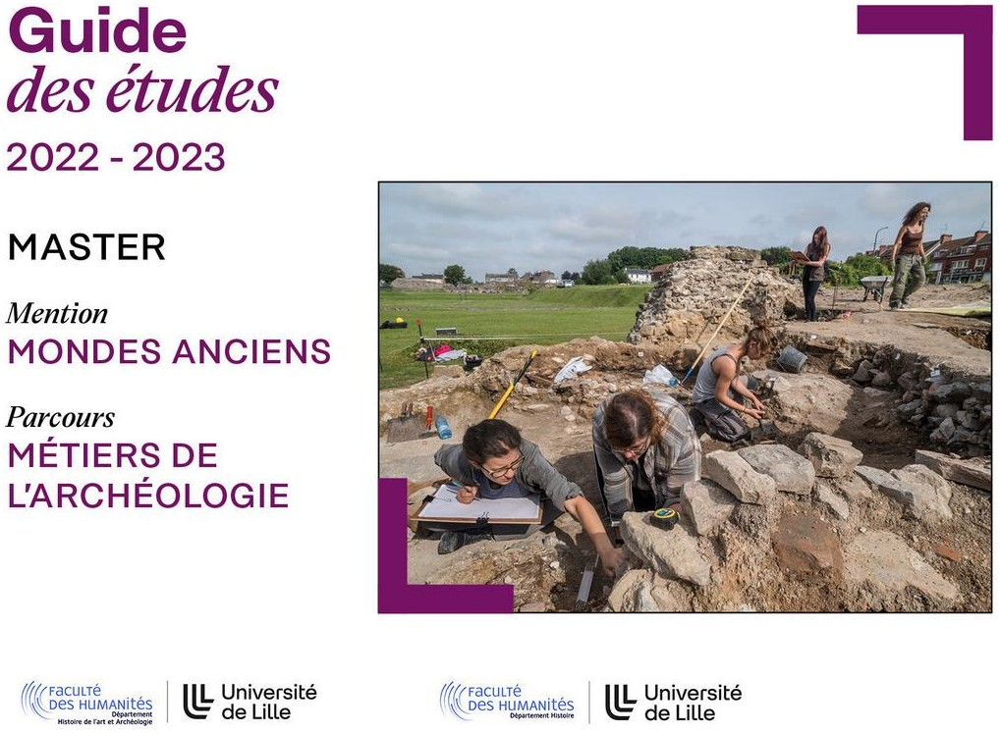 Guide
des études
2022 - 2023
MASTER
Mention
MONDES ANCIENS
Parcours
MÉTIERS DE
L'ARCHÉOLOGIE
FACULTÉ
DES HUMANITÉS
Département
Histoire de l'art et Archéologie
Université
de Lille
FACULTÉ
DES HUMANITÉS
Département Histoire
Université
de Lille